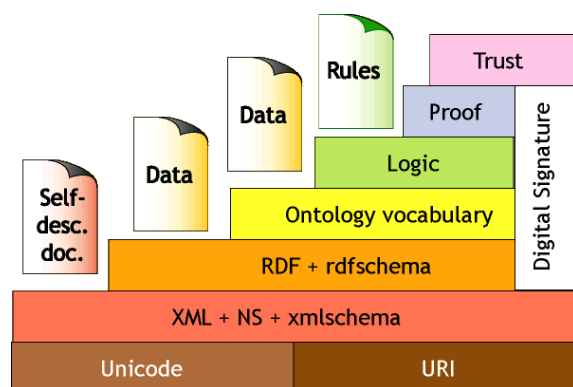 Rules
Trust
Data
Proof
Data
Logic
Self-
desc.
doc.
Ontology vocabulary
Digital Signature
RDF + rdfschema
XML + NS + xmlschema
Unicode
URI